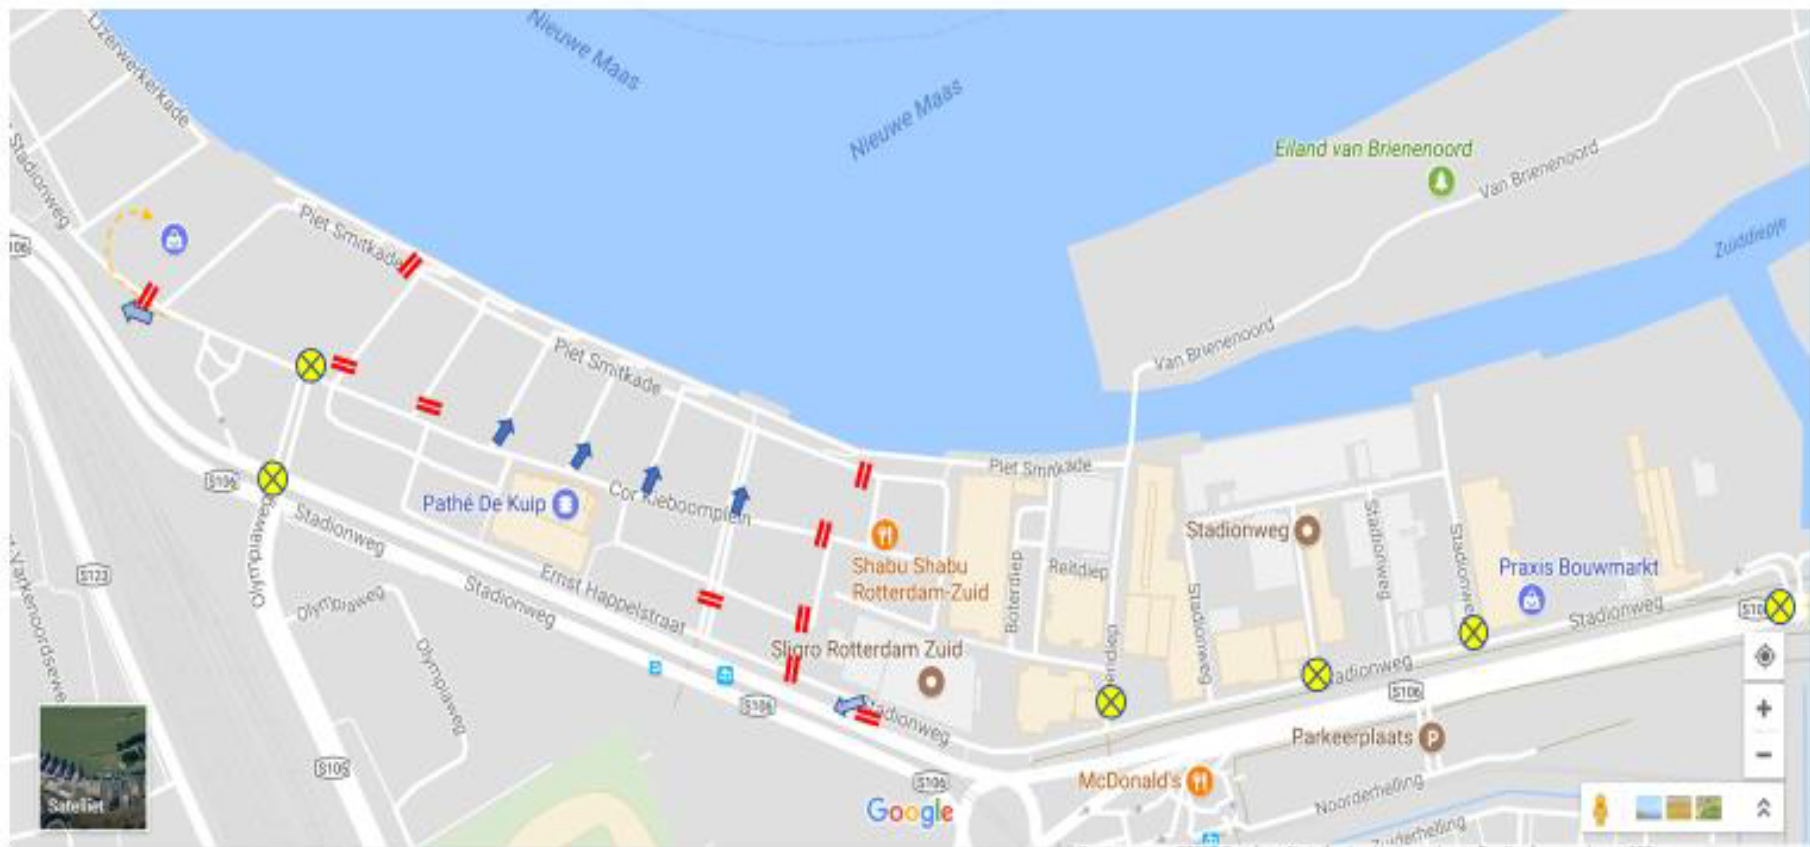 IJzerwerkerkade
Nieuwe Maas
Nieuwe Maas
Stadionweg
Eiland van Brienenoord
Van Brienenoord
Zuiddiepje
Piet Smitkade
Van Brienenoord
Piet Smitkade
Piet Smitkade
S106
Pathé De Kuip
Cor Kieboomplein
Stadionweg
Olympiaweg
Stadionweg
Shabu Shabu
Rotterdam-Zuid
Boterdiep
Reitdiep
Stadionweg
Stadionweg
Stadionweg
Stadionweg
Praxis Bouwmarkt
Stadionweg
S123
Ernst Happelstraat
Stadionweg
Olympiaweg
Olympiaweg
Sligro Rotterdam Zuid
Stadionweg
S106
S106
Stadionweg
Parkeerplaats
P
S105
S106
McDonald's
Noorderhelling
Zuiderhelling
Google
Satelliet